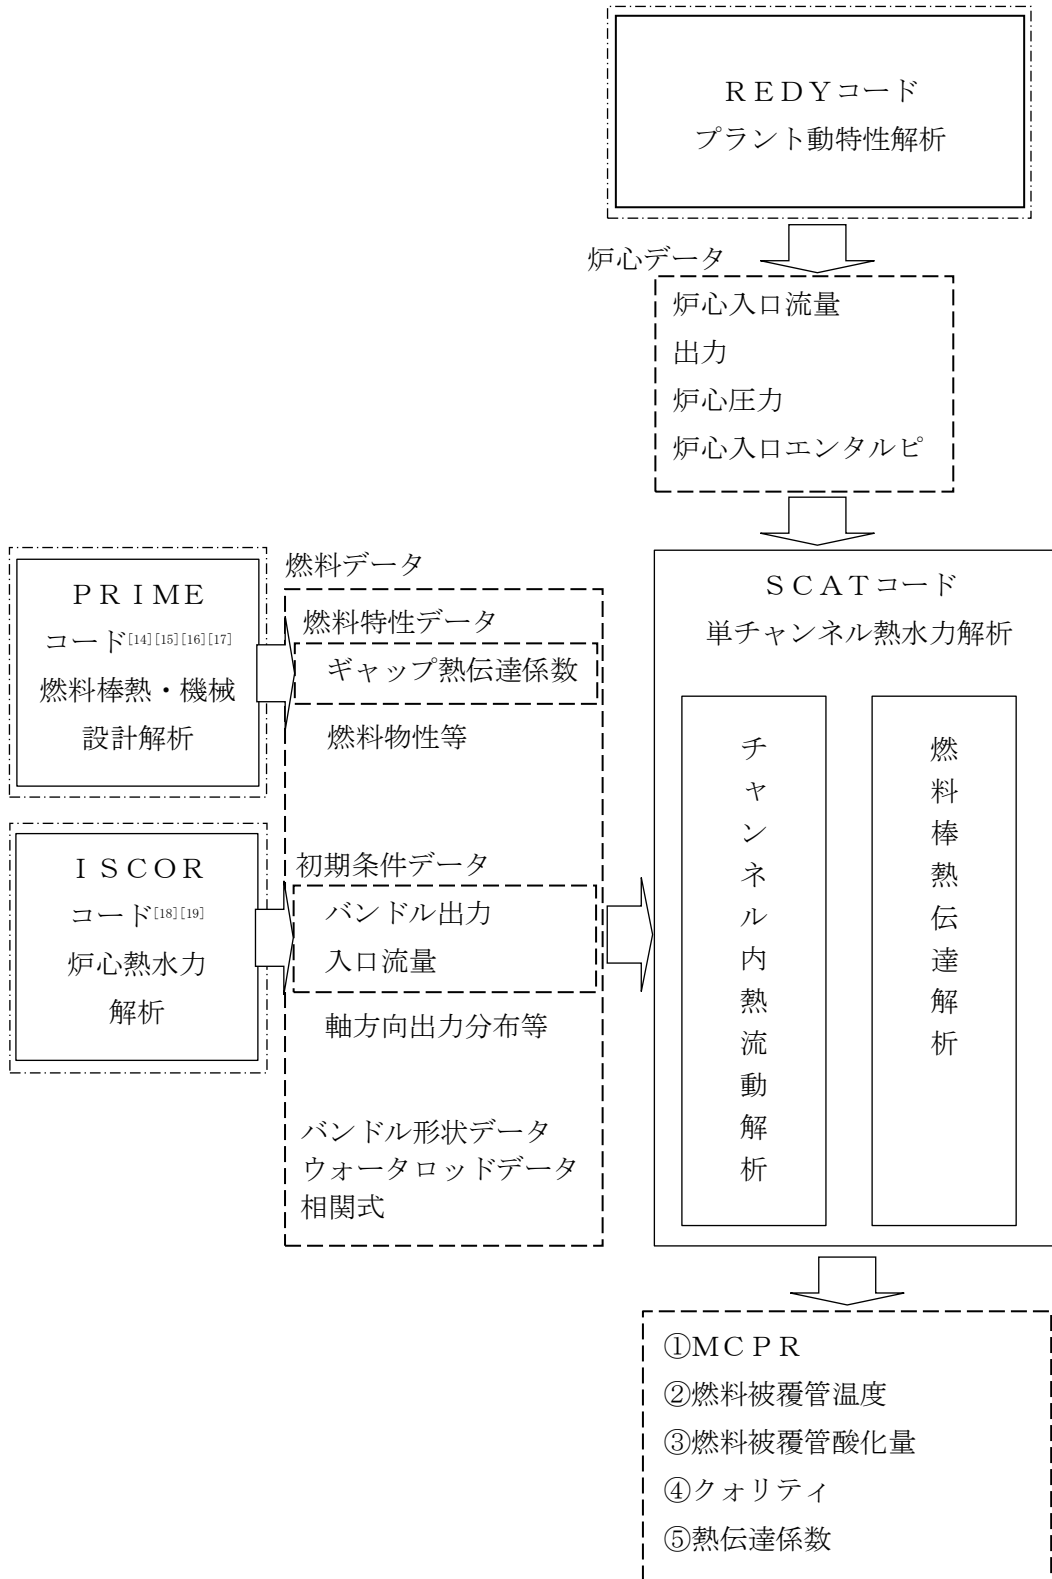 ＲＥＤＹコード
プラント動特性解析
炉心データ
炉心入口流量
出力
炉心圧力
炉心入口エンタルピ
ＰＲＩＭＥ
コード[14][15][16][17]
燃料棒熱・機械
設計解析
ＩＳＣＯＲ
コード[18][19]
炉心熱水力
解析
燃料データ
燃料特性データ
ギャップ熱伝達係数
燃料物性等
初期条件データ
バンドル出力
入口流量
軸方向出力分布等
バンドル形状データ
ウォータロッドデータ
相関式
ＳＣＡＴコード
単チャンネル熱水力解析
チャンネル内熱流動解析
燃料棒熱伝達解析
①ＭＣＰＲ
②燃料被覆管温度
③燃料被覆管酸化量
④クォリティ
⑤熱伝達係数